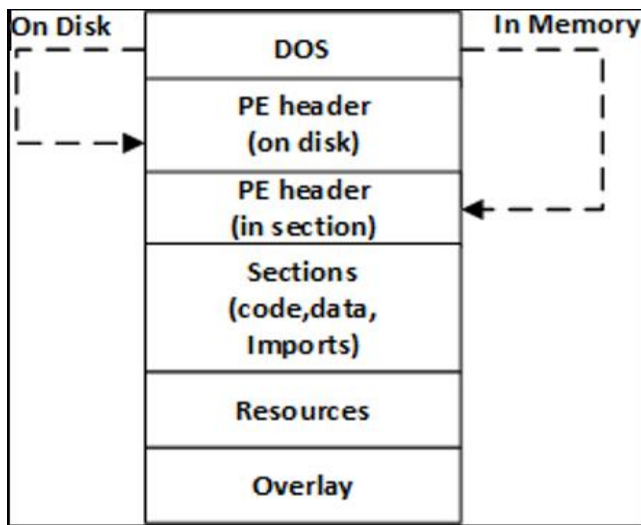 On Disk
In Memory
DOS
PE header
(on disk)
PE header
(in section)
Sections
(code,data,
Imports)
Resources
Overlay